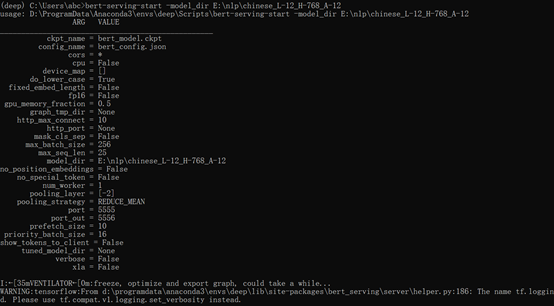 (deep) C:\Users\abc>bert-serving-start -model_dir E:\nlp\chinese_L-12_H-768_A-12
usage: D:\ProgramData\Anaconda3\envs\deep\Scripts\bert-serving-start -model_dir E:\nlp\chinese_L-12_H-768_A-12
ARG VALUE
ckpt_name = bert_model.ckpt
config_name = bert_config.json
cors = *
cpu = False
device_map = []
do_lower_case = True
fixed_embed_length = False
fp16 = False
gpu_memory_fraction = 0.5
graph_tmp_dir = None
http_max_connect = 10
http_port = None
mask_cls_sep = False
max_batch_size = 256
max_seq_len = 25
model_dir = E:\nlp\chinese_L-12_H-768_A-12
no_position_embeddings = False
no_special_token = False
num_worker = 1
pooling_layer = [-2]
pooling_strategy = REDUCE_MEAN
port = 5555
port_out = 5556
prefetch_size = 10
priority_batch_size = 16
show_tokens_to_client = False
tuned_model_dir = None
verbose = False
xla = False
I:←[35mVENTILATOR←[0m:freeze, optimize and export graph, could take a while...
WARNING:tensorflow:From d:\programdata\anaconda3\envs\deep\lib\site-packages\bert_serving\server\helper.py:186: The name tf.loggin
d. Please use tf.compat.v1.logging.set_verbosity instead.